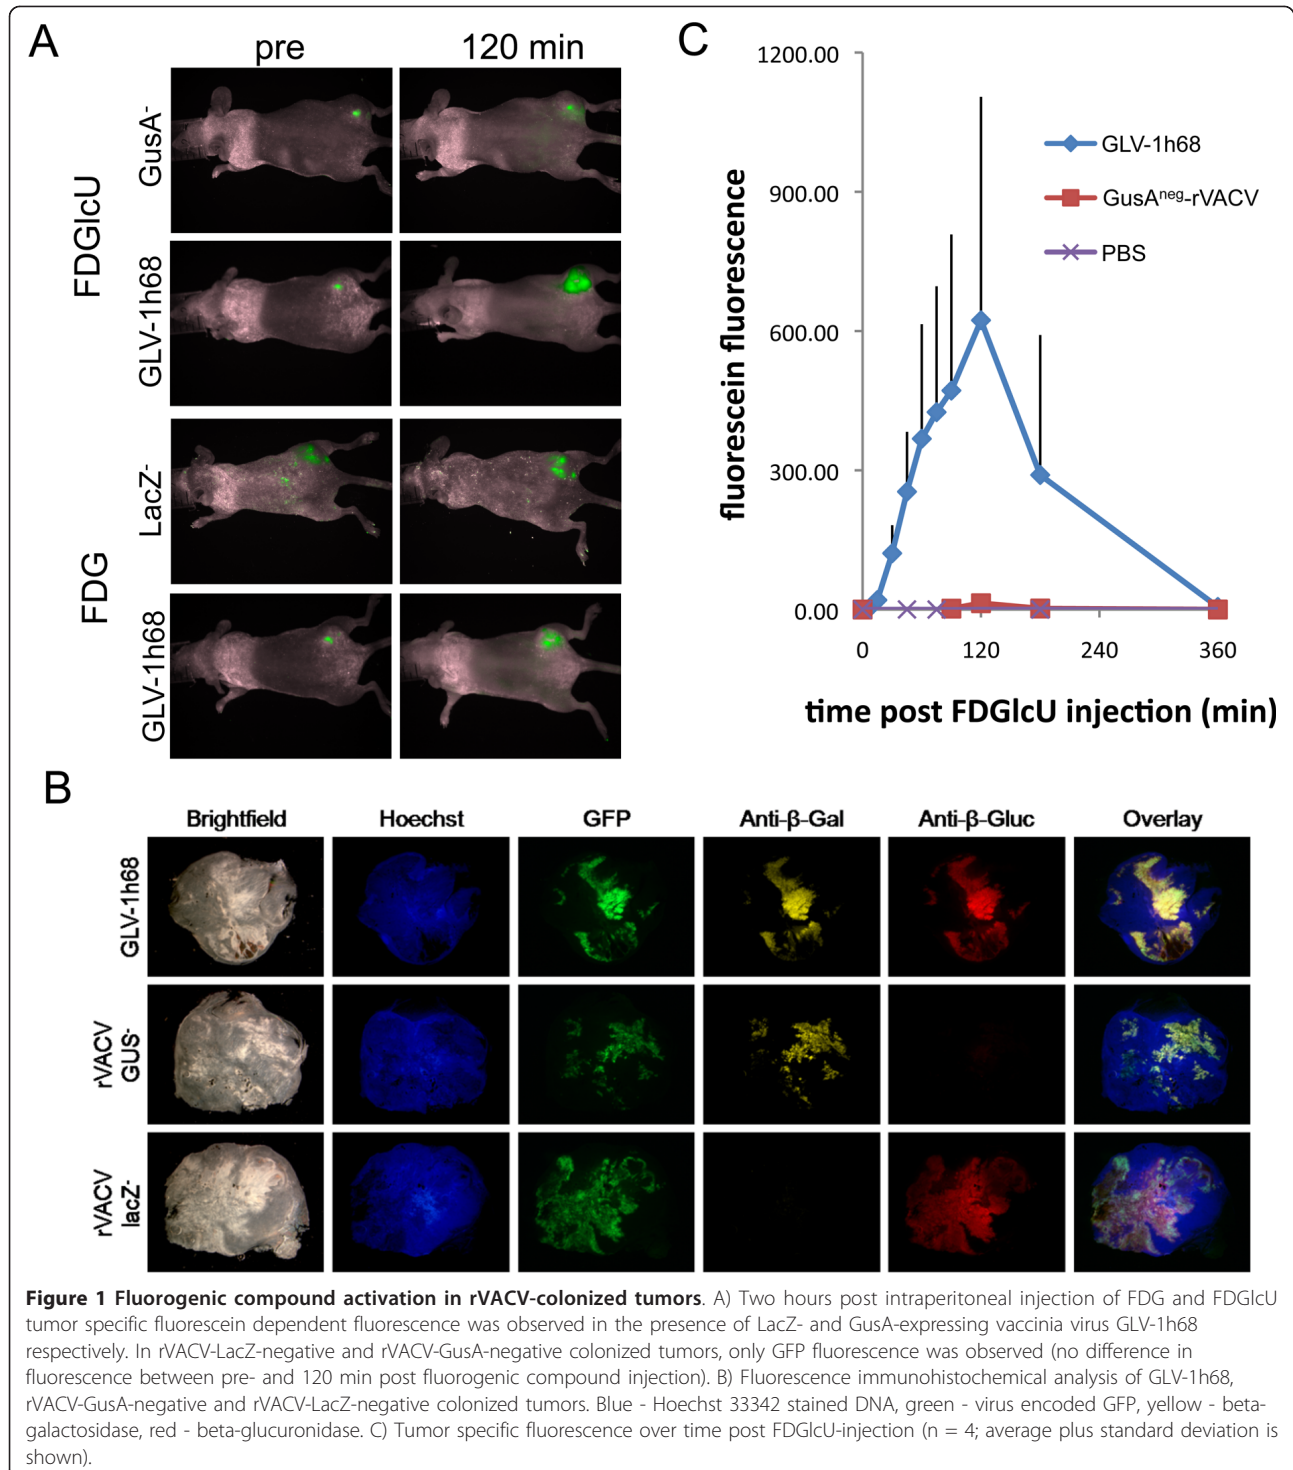 A
pre
120 min
FDGlcU
GusA-
GLV-1h68
FDG
LacZ-
GLV-1h68
C
1200.00
900.00
600.00
300.00
0.00
fluorescein fluorescence
0
120
240
360
time post FDGlcU injection (min)
GLV-1h68
GusAneg-rVACV
PBS
B
Brightfield
Hoechst
GFP
Anti-β-Gal
Anti-β-Gluc
Overlay
GLV-1h68
rVACV
GUS-
rVACV
lacZ-
Figure 1 Fluorogenic compound activation in rVACV-colonized tumors. A) Two hours post intraperitoneal injection of FDG and FDGlcU
tumor specific fluorescein dependent fluorescence was observed in the presence of LacZ- and GusA-expressing vaccinia virus GLV-1h68
respectively. In rVACV-LacZ-negative and rVACV-GusA-negative colonized tumors, only GFP fluorescence was observed (no difference in
fluorescence between pre- and 120 min post fluorogenic compound injection). B) Fluorescence immunohistochemical analysis of GLV-1h68,
rVACV-GusA-negative and rVACV-LacZ-negative colonized tumors. Blue - Hoechst 33342 stained DNA, green - virus encoded GFP, yellow - beta-
galactosidase, red - beta-glucuronidase. C) Tumor specific fluorescence over time post FDGlcU-injection (n = 4; average plus standard deviation is
shown).